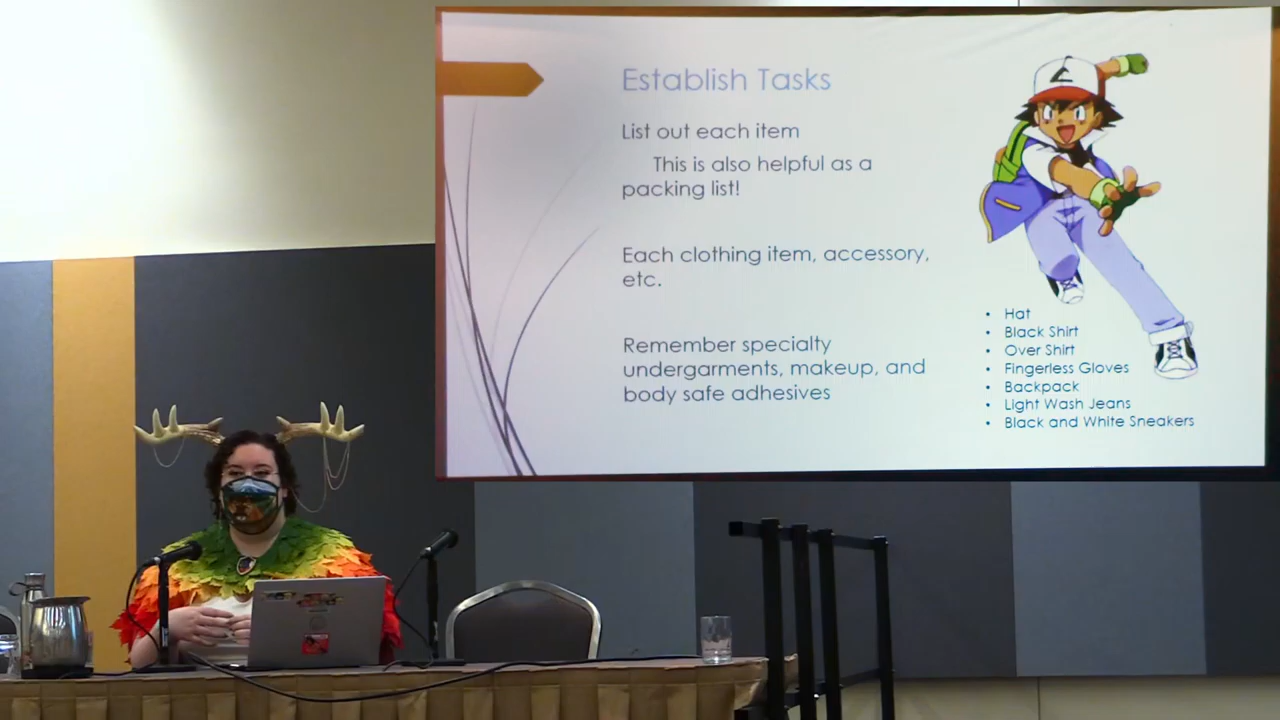 Establish Tasks
List out each item
This is also helpful as a
packing list!
Each clothing item, accessory,
etc.
Remember specialty
undergarments, makeup, and
body safe adhesives
• Hat
• Black Shirt
• Over Shirt
• Fingerless Gloves
• Backpack
• Light Wash Jeans
• Black and White Sneakers